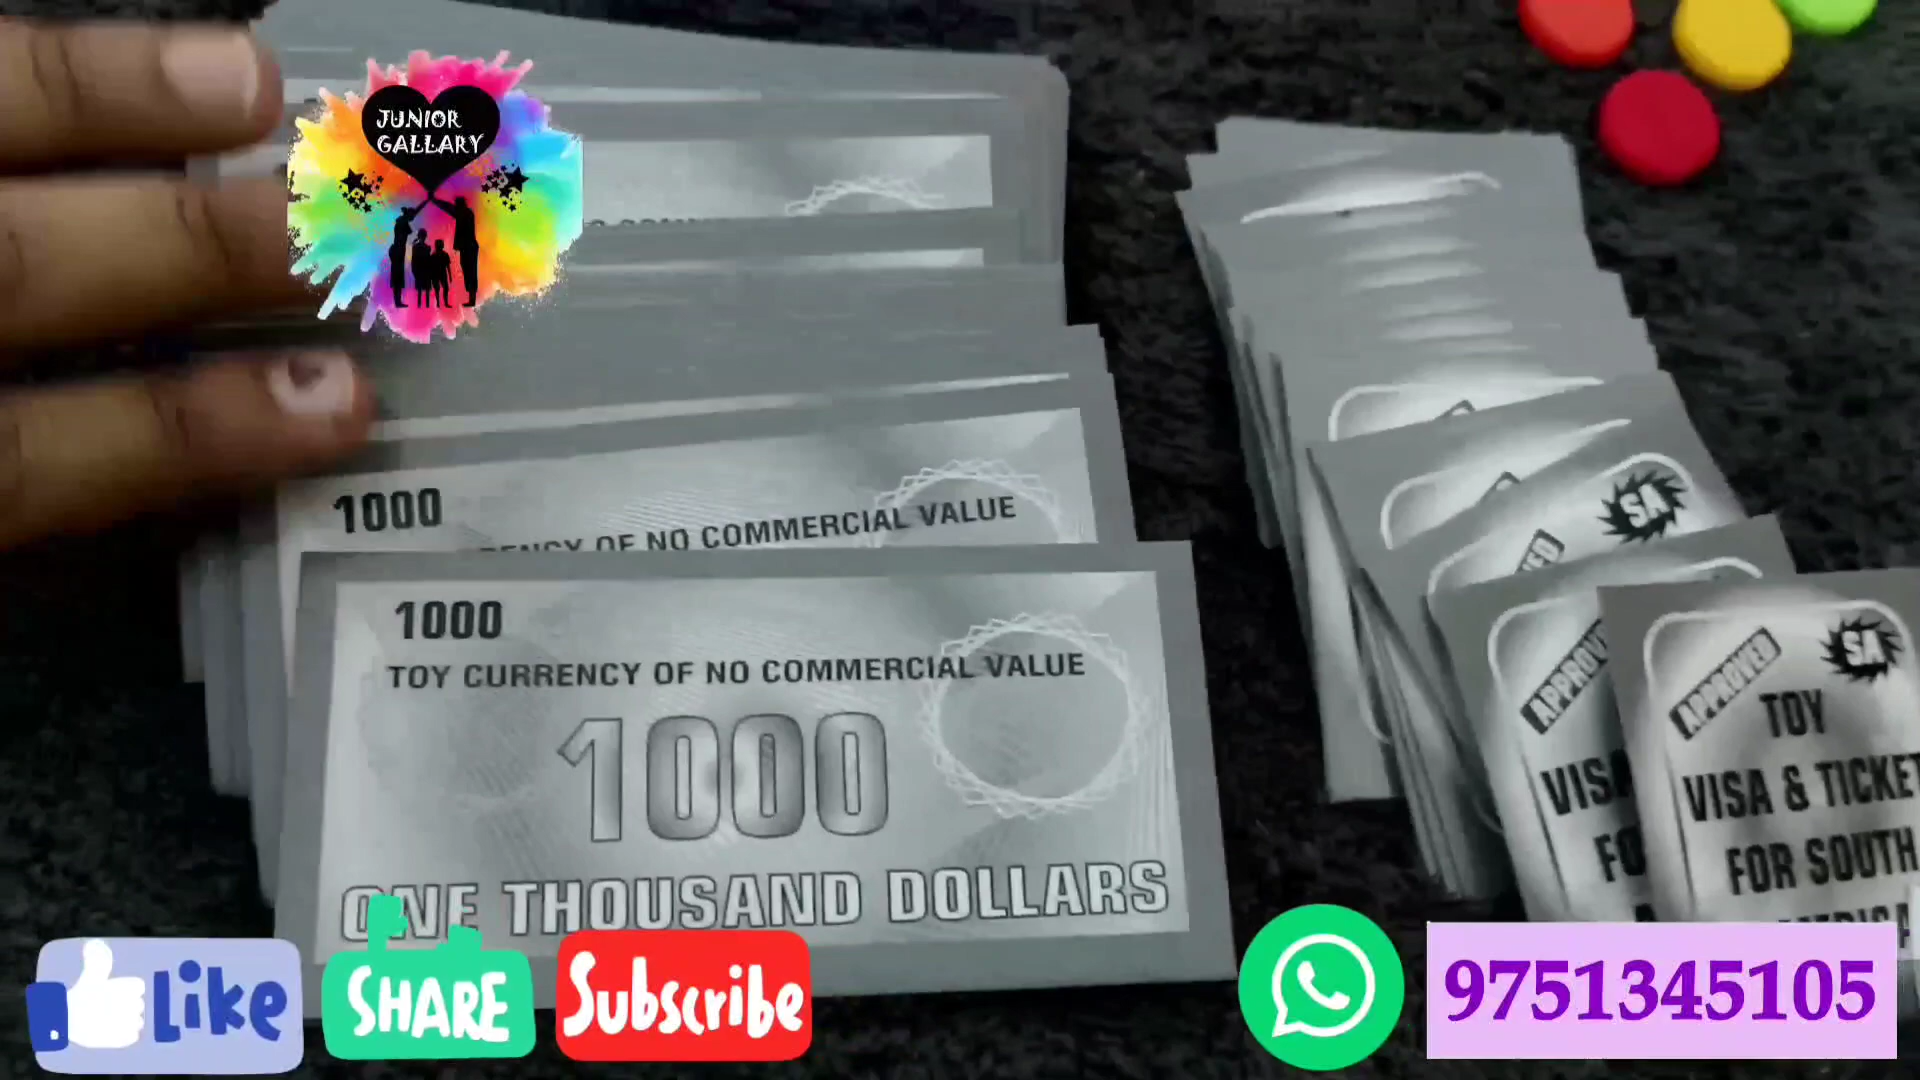 JUNIOR
GALLARY
1000
OF NO COMMERCIAL VALUE
1000
TOY CURRENCY OF NO COMMERCIAL VALUE
1000
ONE THOUSAND DOLLARS
SA
APPROVED
SA
TOY
VISA & TICKET
FOR SOUTH
Like
SHARE
Subscribe
9751345105